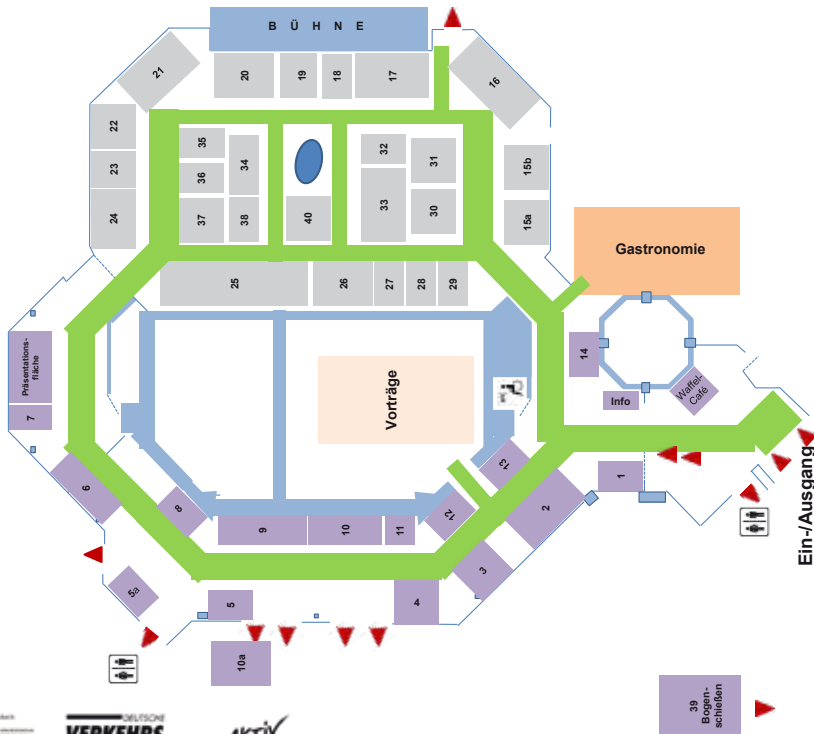 BÜHNE
21
20
19
18
17
16
22
23
24
35
36
37
34
38
40
32
33
31
30
15b
15a
25
26
27
28
29
Gastronomie
Präsentations-
fläche
7
Vorträge
14
Info
Waffel-
Café
6
8
9
10
11
12
13
1
2
3
4
5
5a
10a
Ein-/Ausgang
39
Bogen-
schießen
DEUTSCHE
VERKEHRS
AKTIV